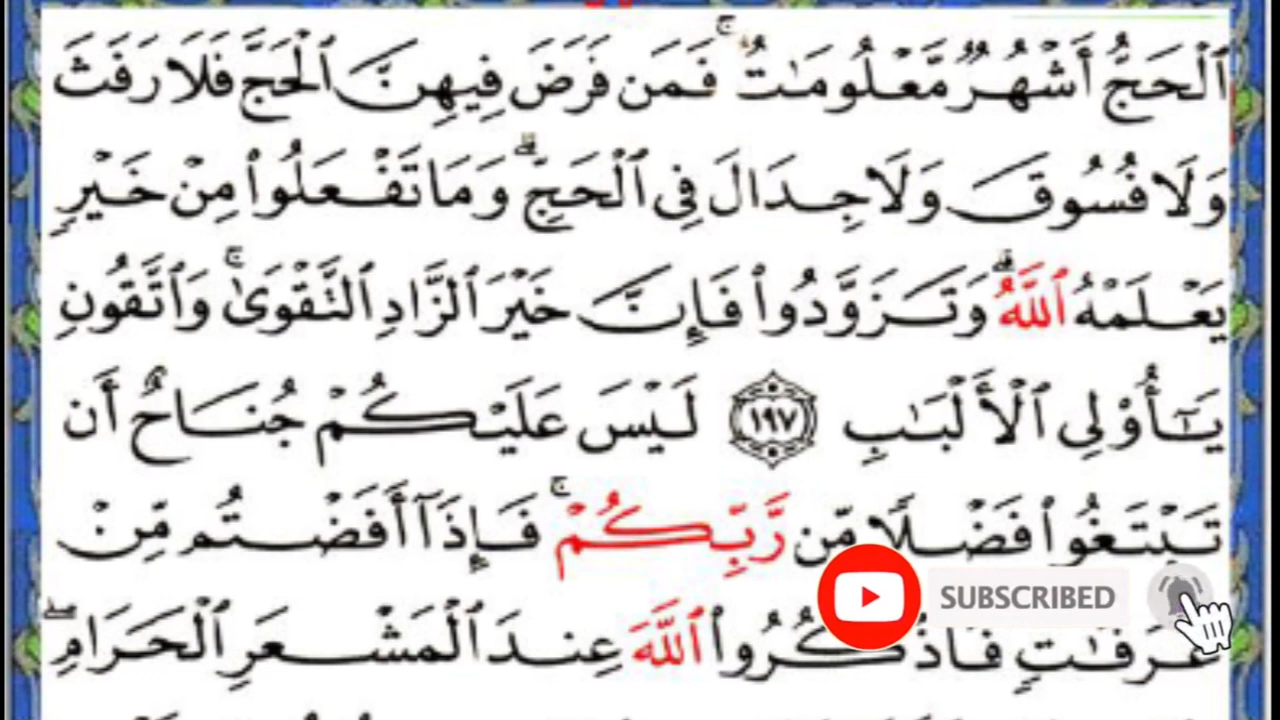 ٱلْحَجُّ أَشْهُرٌ مَّعْلُومَٰتٌ ۚ فَمَن فَرَضَ فِيهِنَّ ٱلْحَجَّ فَلَا رَفَثَ
وَلَا فُسُوقَ وَلَا جِدَالَ فِى ٱلْحَجِّ ۗ وَمَا تَفْعَلُوا۟ مِنْ خَيْرٍ
يَعْلَمْهُ ٱللَّهُ ۗ وَتَزَوَّدُوا۟ فَإِنَّ خَيْرَ ٱلزَّادِ ٱلتَّقْوَىٰ ۚ وَٱتَّقُونِ
يَٰٓأُو۟لِى ٱلْأَلْبَٰبِ ١٩٧ لَيْسَ عَلَيْكُمْ جُنَاحٌ أَن
تَبْتَغُوا۟ فَضْلًا مِّن رَّبِّكُمْ ۚ فَإِذَآ أَفَضْتُم مِّنْ
عَرَفَٰتٍ فَٱذْكُرُوا۟ ٱللَّهَ عِندَ ٱلْمَشْعَرِ ٱلْحَرَامِ ۖ
SUBSCRIBED